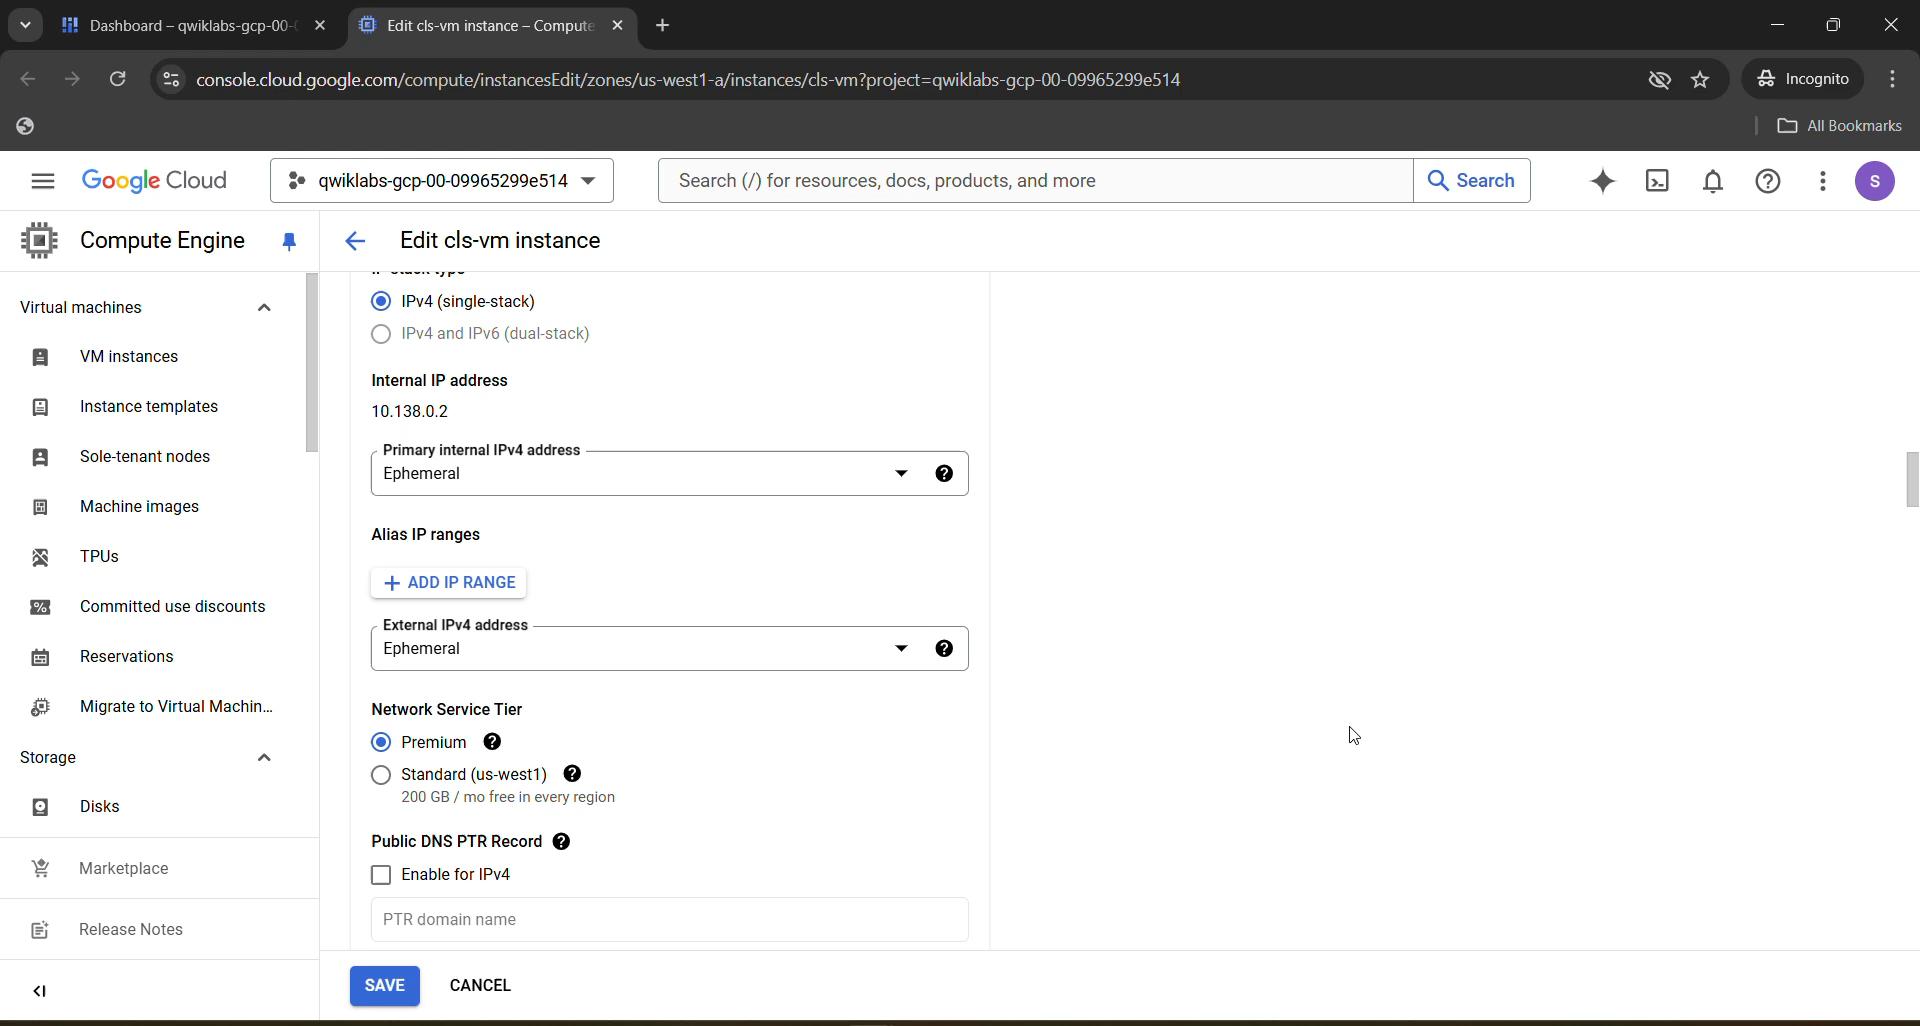 Dashboard – qwiklabs-gcp-00-
Edit cls-vm instance – Compute
console.cloud.google.com/compute/instancesEdit/zones/us-west1-a/instances/cls-vm?project=qwiklabs-gcp-00-09965299e514
Incognito
All Bookmarks
Google Cloud
qwiklabs-gcp-00-09965299e514
Search (/) for resources, docs, products, and more
Search
S
Compute Engine
Edit cls-vm instance
Virtual machines
VM instances
Instance templates
Sole-tenant nodes
Machine images
TPUs
Committed use discounts
Reservations
Migrate to Virtual Machin...
Storage
Disks
Marketplace
Release Notes
IP stack type
IPv4 (single-stack)
IPv4 and IPv6 (dual-stack)
Internal IP address
10.138.0.2
Primary internal IPv4 address
Ephemeral
Alias IP ranges
+ ADD IP RANGE
External IPv4 address
Ephemeral
Network Service Tier
Premium
Standard (us-west1)
200 GB / mo free in every region
Public DNS PTR Record
Enable for IPv4
PTR domain name
SAVE
CANCEL